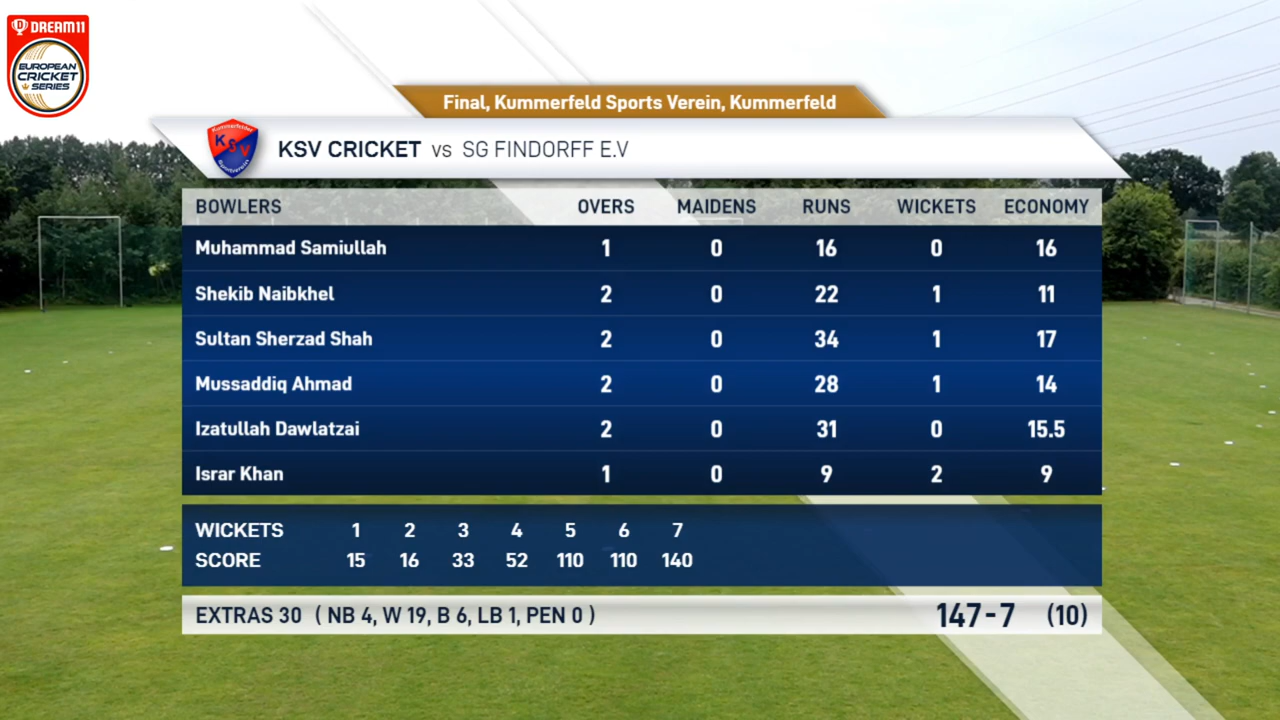 DREAM11
EUROPEAN
CRICKET
SERIES
Final, Kummerfeld Sports Verein, Kummerfeld
KSV
KSV CRICKET vs SG FINDORFF E.V
BOWLERS OVERS MAIDENS RUNS WICKETS ECONOMY
Muhammad Samiullah 1 0 16 0 16
Shekib Naibkhel 2 0 22 1 11
Sultan Sherzad Shah 2 0 34 1 17
Mussaddiq Ahmad 2 0 28 1 14
Izatullah Dawlatzai 2 0 31 0 15.5
Israr Khan 1 0 9 2 9
WICKETS 1 2 3 4 5 6 7
SCORE 15 16 33 52 110 110 140
EXTRAS 30 ( NB 4, W 19, B 6, LB 1, PEN 0 ) 147-7 (10)